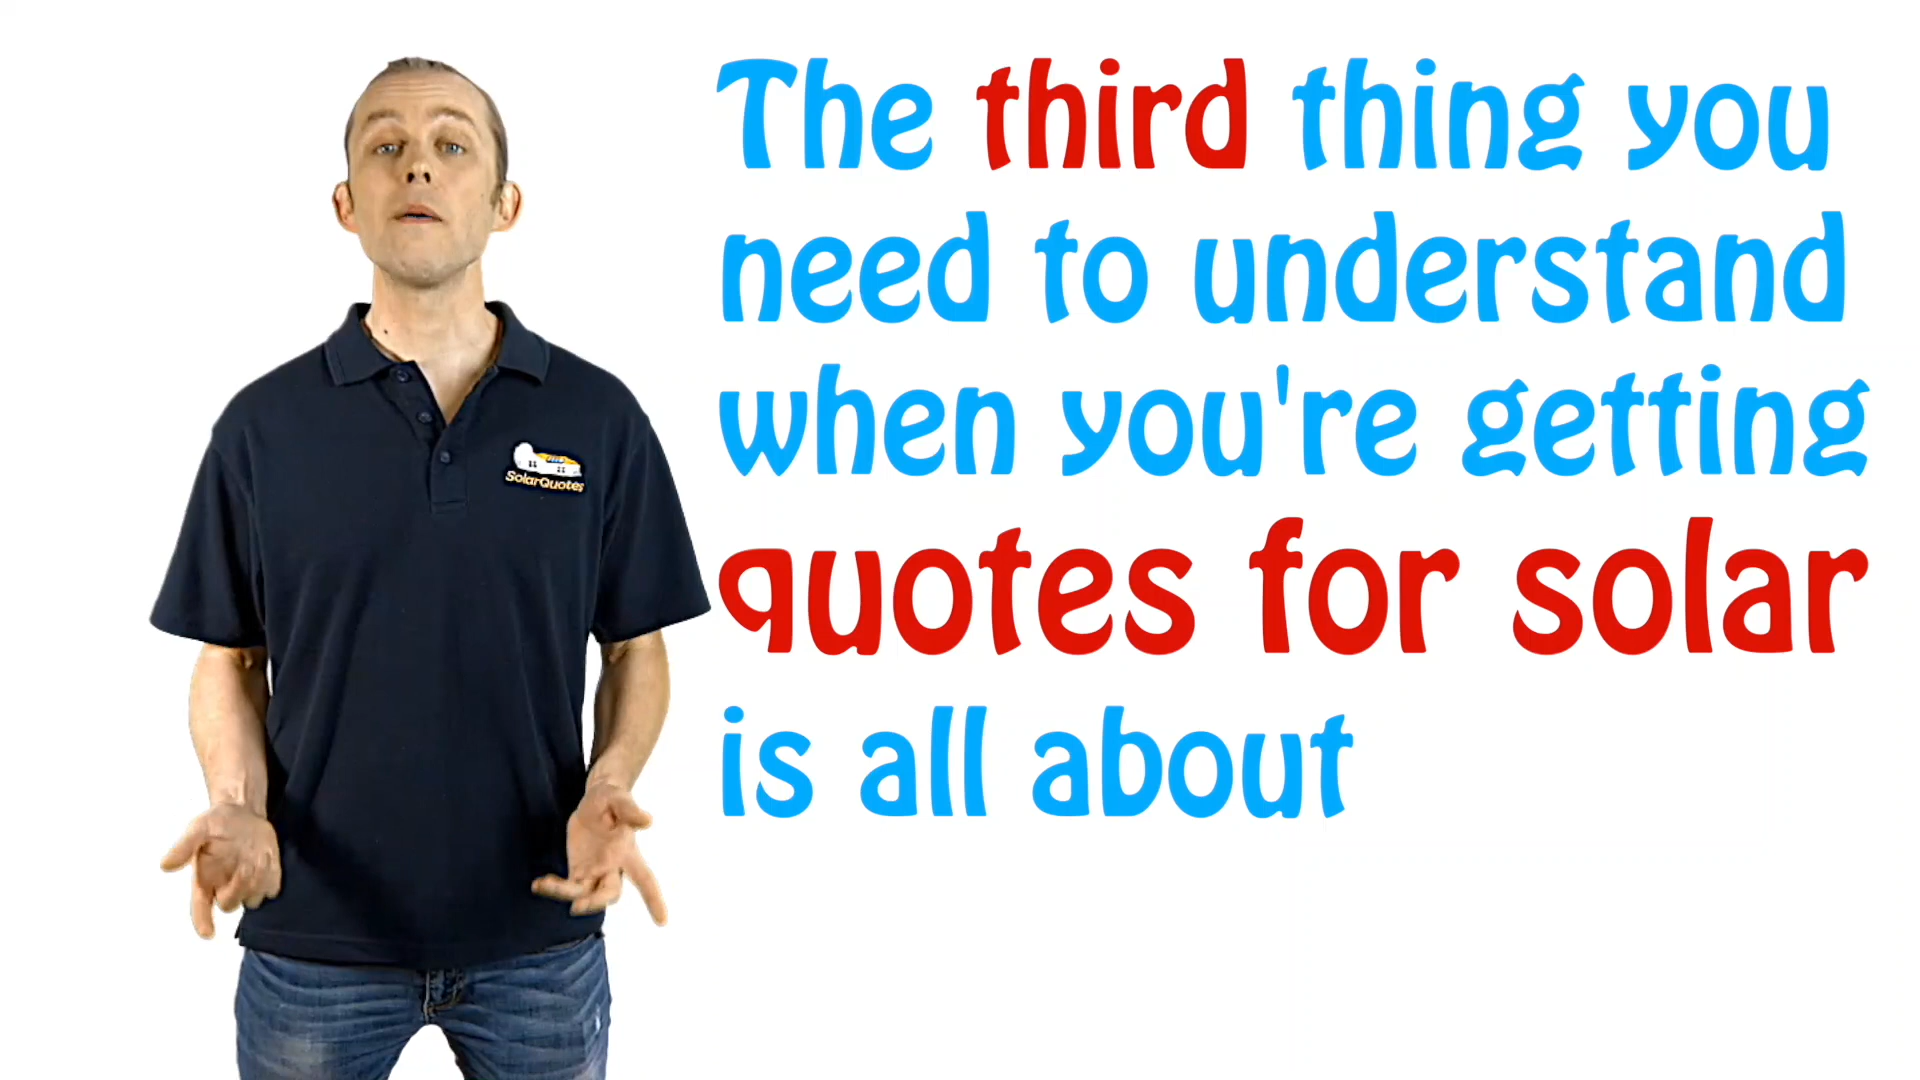 The third thing you
need to understand
when you're getting
quotes for solar
is all about
SolarQuotes